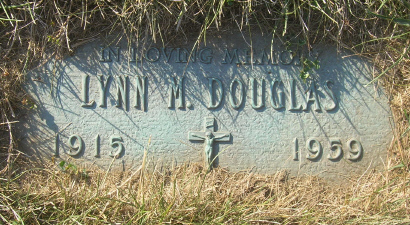 IN LOVING MEMORY
LYNN M. DOUGLAS
1915 1959